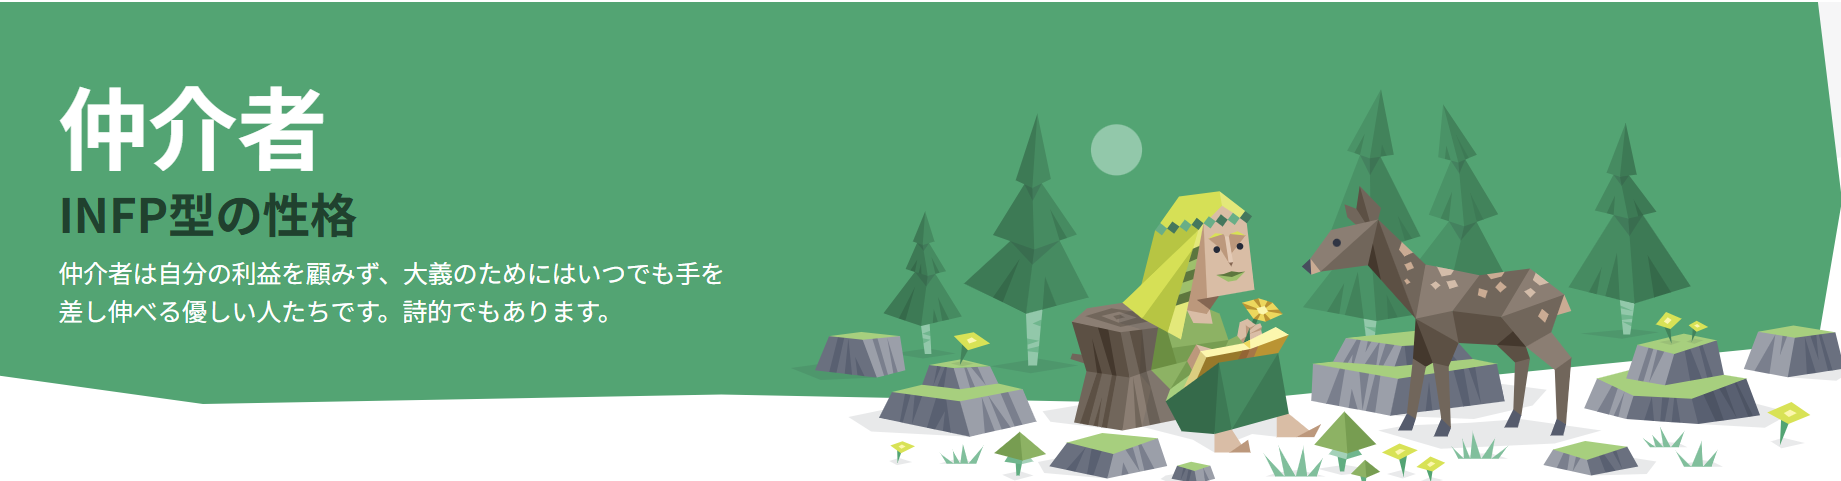 仲介者
INFP型の性格
仲介者は自分の利益を顧みず、大義のためにはいつでも手を
差し伸べる優しい人たちです。詩的でもあります。